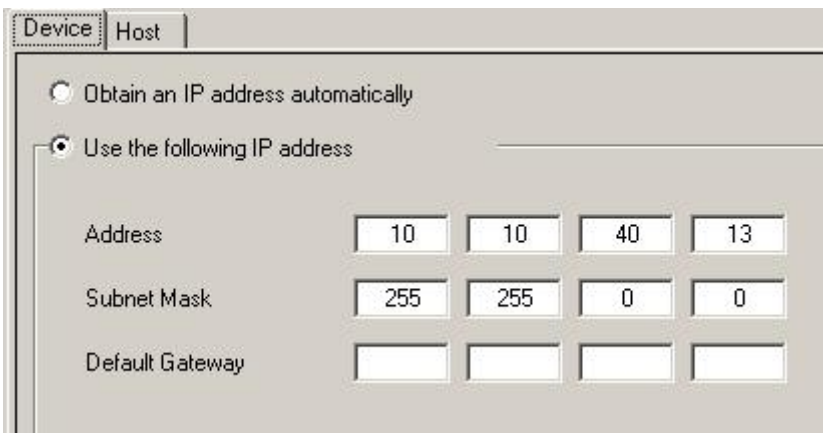 Device Host
Obtain an IP address automatically
Use the following IP address
Address 10 10 40 13
Subnet Mask 255 255 0 0
Default Gateway